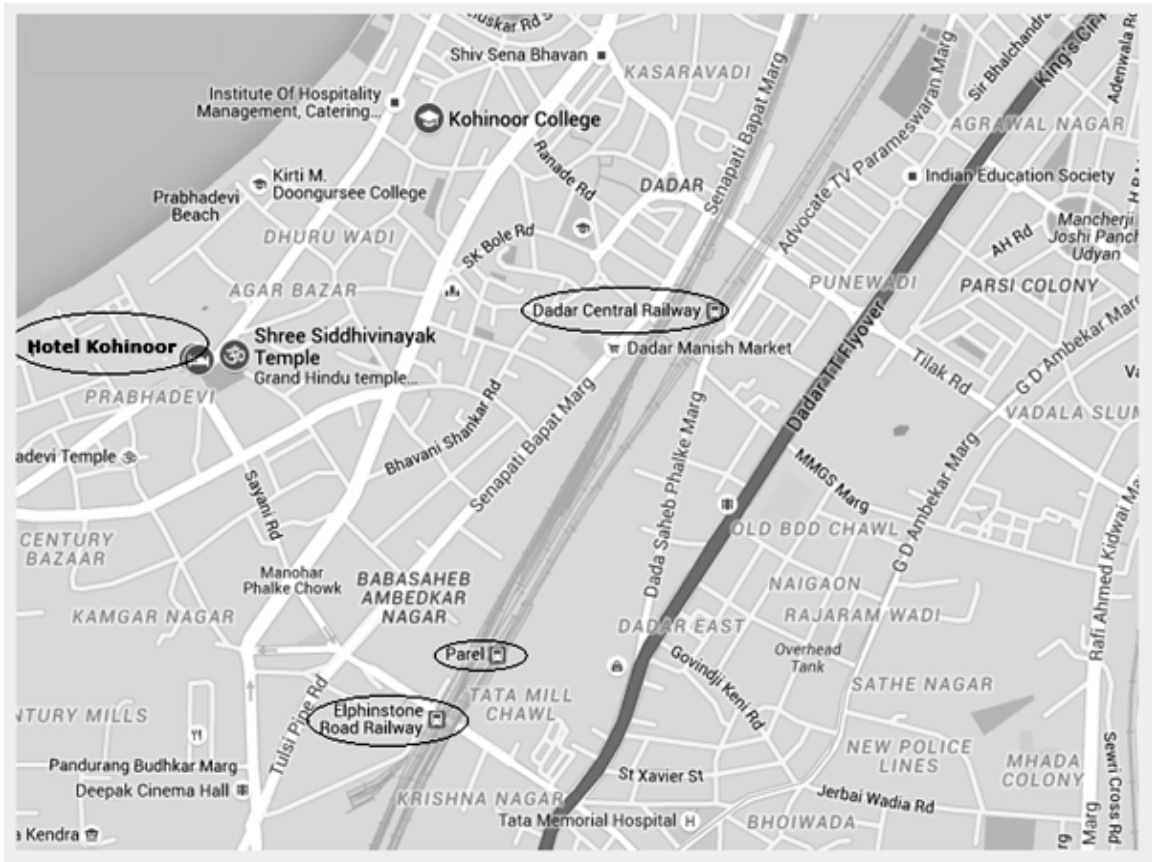 uskar Rd S
Shiv Sena Bhavan
KASARAVADI
Senapati Bapat Marg
Advocate TV Parameswaran Marg
Sir Bhalchandra
King's Cir
Adenwala Ro
AGRAWAL NAGAR
Institute Of Hospitality
Management, Catering...
Kohinoor College
Ranade Rd
DADAR
Indian Education Society
Kirti M.
Doongursee College
Prabhadevi
Beach
DHURU WADI
SK Bole Rd
Mancherji
Joshi Panch
Udyan
AH Rd
PUNEWADI
PARSI COLONY
AGAR BAZAR
Dadar Central Railway
Dadar TT Flyover
G D Ambekar Marg
Hotel Kohinoor
Shree Siddhivinayak
Temple
Grand Hindu temple...
Dadar Manish Market
Tilak Rd
Va
PRABHADEVI
VADALA SLUM
Bhavani Shankar Rd
Senapati Bapat Marg
Dada Saheb Phalke Marg
adevi Temple
Sayani Rd
MMGS Marg
G D Ambekar Marg
OLD BDD CHAWL
Rafi Ahmed Kidwai Ma
CENTURY
BAZAAR
Manohar
Phalke Chowk
BABASAHEB
AMBEDKAR
NAGAR
NAIGAON
KAMGAR NAGAR
RAJARAM WADI
DADAR EAST
Parel
Govindji Keni Rd
Overhead
Tank
TATA MILL
CHAWL
SATHE NAGAR
Elphinstone
Road Railway
Tulsi Pipe Rd
NTURY MILLS
NEW POLICE
LINES
MHADA
COLONY
Sewri Cross Rd
Pandurang Budhkar Marg
Deepak Cinema Hall
St Xavier St
KRISHNA NAGAR
Jerbai Wadia Rd
Tata Memorial Hospital
H
BHOIWADA
a Kendra
Marg
rg